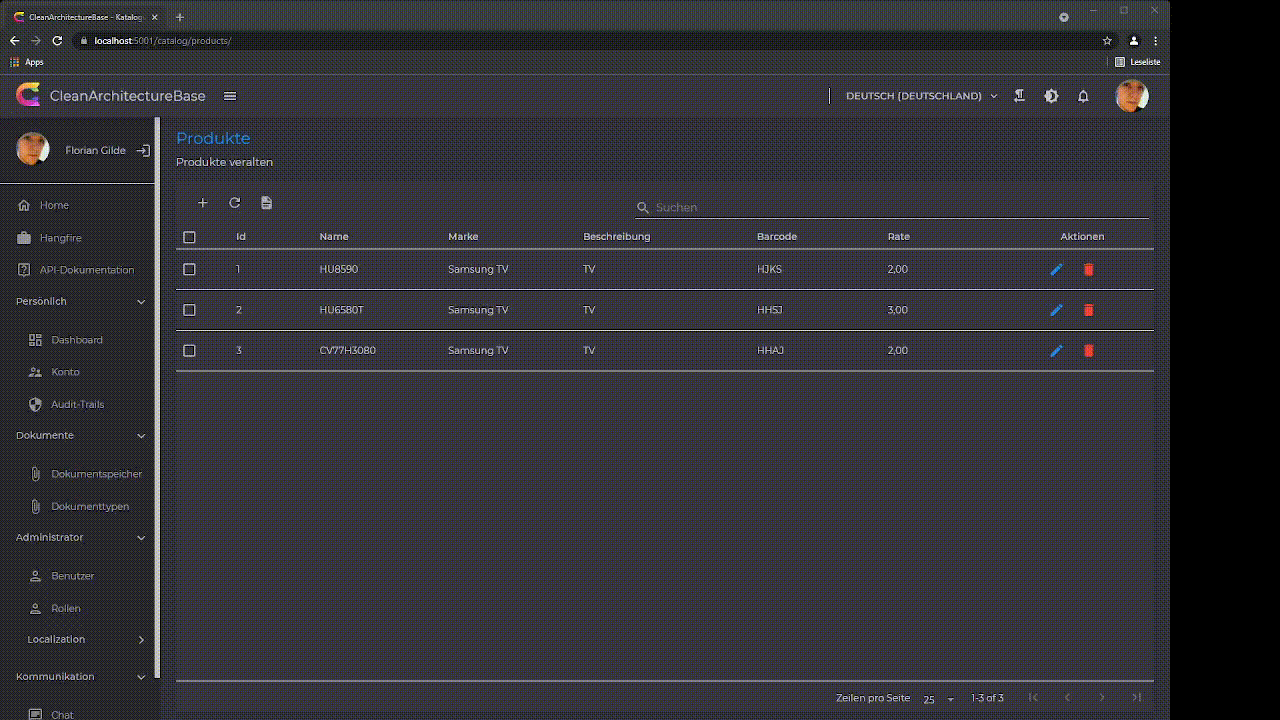 CleanArchitectureBase - Katalog
localhost:5001/catalog/products/
Apps
Leseliste
CleanArchitectureBase
DEUTSCH (DEUTSCHLAND)
Florian Gilde
Home
Hangfire
API-Dokumentation
Persönlich
Dashboard
Konto
Audit-Trails
Dokumente
Dokumentspeicher
Dokumenttypen
Administrator
Benutzer
Rollen
Localization
Kommunikation
Chat
Produkte
Produkte veralten
Suchen
Id Name Marke Beschreibung Barcode Rate Aktionen
1 HU8590 Samsung TV TV HJKS 2,00
2 HU6580T Samsung TV TV HHSJ 3,00
3 CV77H3080 Samsung TV TV HHAJ 2,00
Zeilen pro Seite 25 1-3 of 3